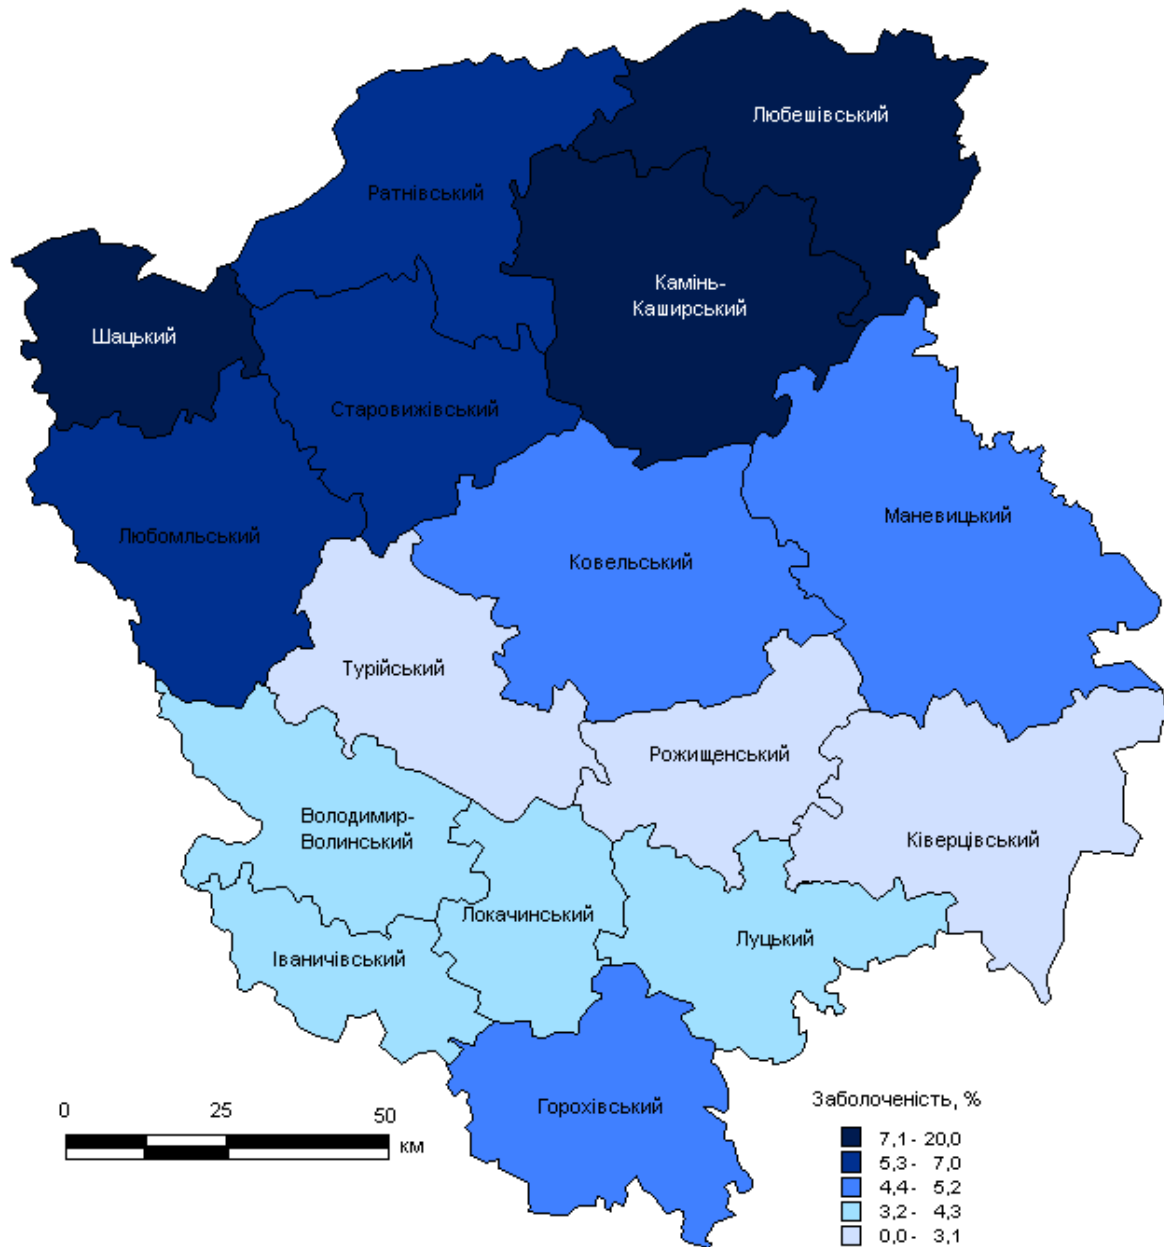 Любешівський
Ратнівський
Камінь-
Каширський
Шацький
Старовижівський
Маневицький
Любомльський
Ковельський
Турійський
Рожищенський
Володимир-
Волинський
Ківерцівський
Локачинський
Луцький
Іваничівський
Горохівський
0 25 50
км
Заболоченість, %
7,1 - 20,0
5,3 - 7,0
4,4 - 5,2
3,2 - 4,3
0,0 - 3,1